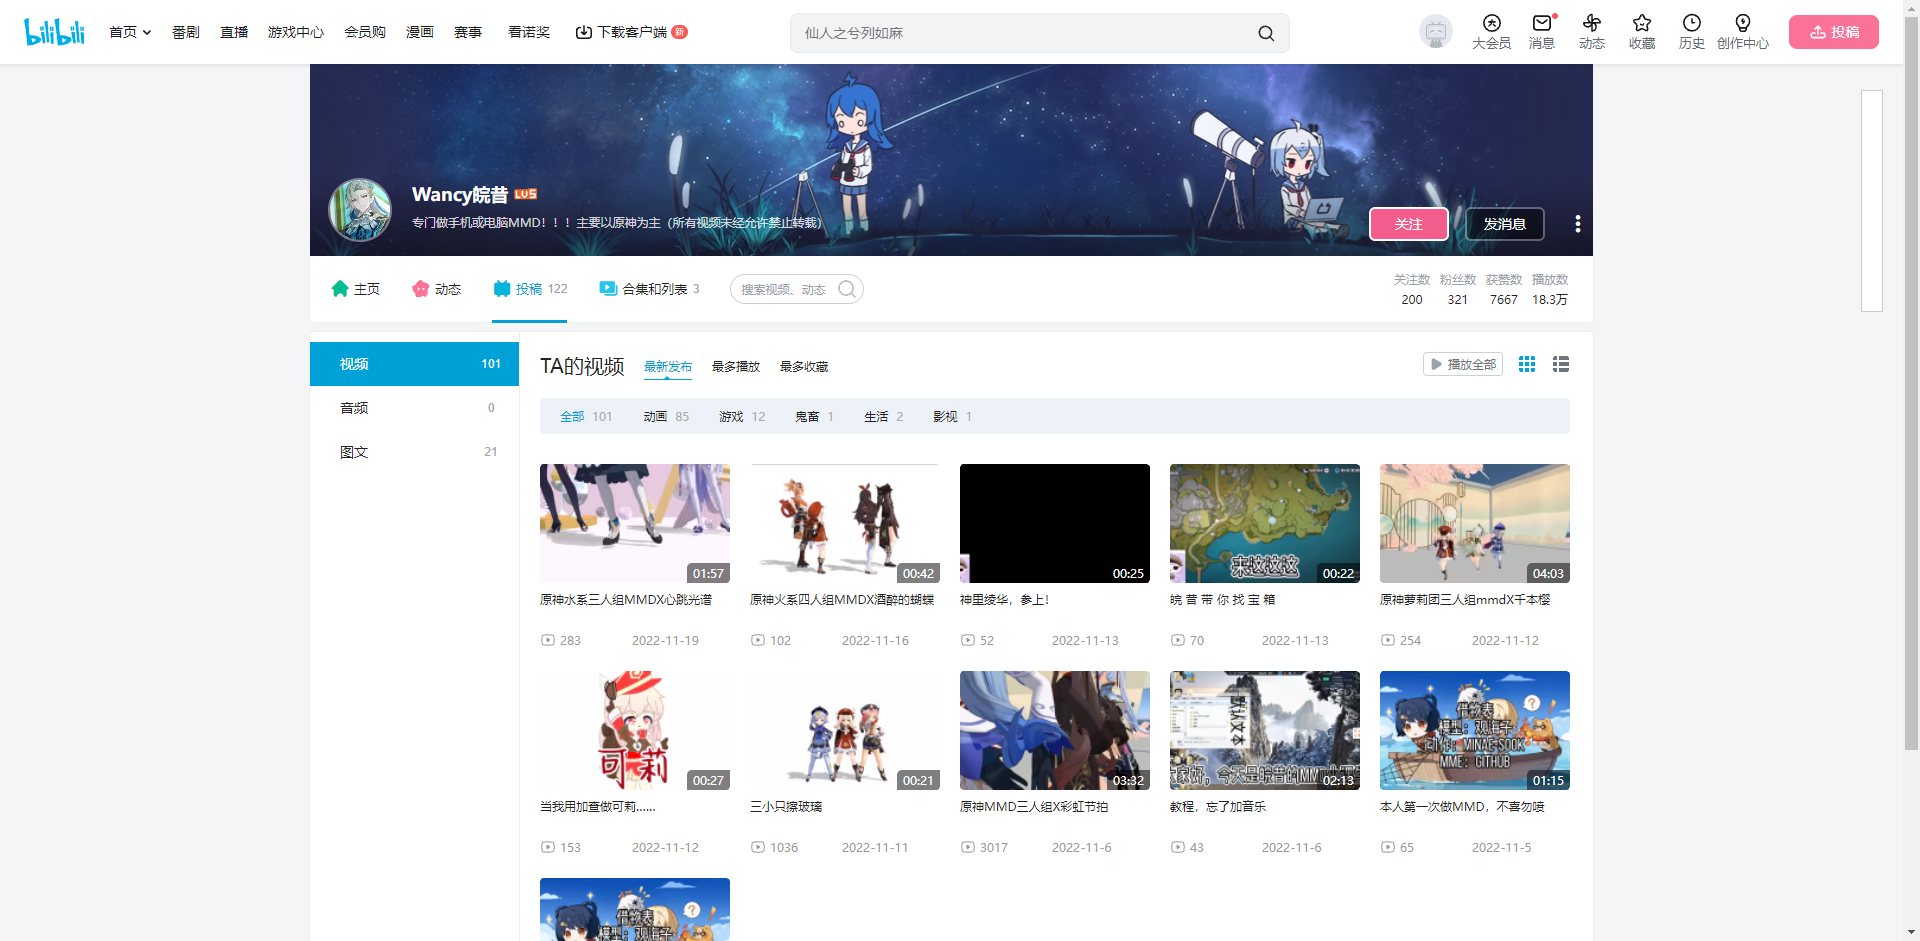 bilibili
首页 番剧 直播 游戏中心 会员购 漫画 赛事 看诺奖 下载客户端 新
仙人之兮列如麻
大会员 消息 动态 收藏 历史 创作中心 投稿
Wancy皖昔 LV5
专门做手机或电脑MMD！！！主要以原神为主（所有视频未经允许禁止转载）
关注 发消息
主页 动态 投稿 122 合集和列表 3 搜索视频、动态
关注数 粉丝数 获赞数 播放数
200 321 7667 18.3万
视频 101
音频 0
图文 21
TA的视频 最新发布 最多播放 最多收藏 播放全部
全部 101 动画 85 游戏 12 鬼畜 1 生活 2 影视 1
来这这这
01:57 00:42 00:25 00:22 04:03
原神水系三人组MMDX心跳光谱 原神火系四人组MMDX酒醉的蝴蝶 神里绫华，参上！ 皖 昔 带 你 找 宝 箱 原神萝莉团三人组mmdX千本樱
283 2022-11-19 102 2022-11-16 52 2022-11-13 70 2022-11-13 254 2022-11-12
可莉
默认文本
大家好，今天是皖昔的MMD
借物表
模型：观海子
动作：MINAE-SOOK
MME：GITHUB
00:27 00:21 03:32 02:13 01:15
当我用加查做可莉...... 三小只擦玻璃 原神MMD三人组X彩虹节拍 教程，忘了加音乐 本人第一次做MMD，不喜勿喷
153 2022-11-12 1036 2022-11-11 3017 2022-11-6 43 2022-11-6 65 2022-11-5
借物表
模型：观海子